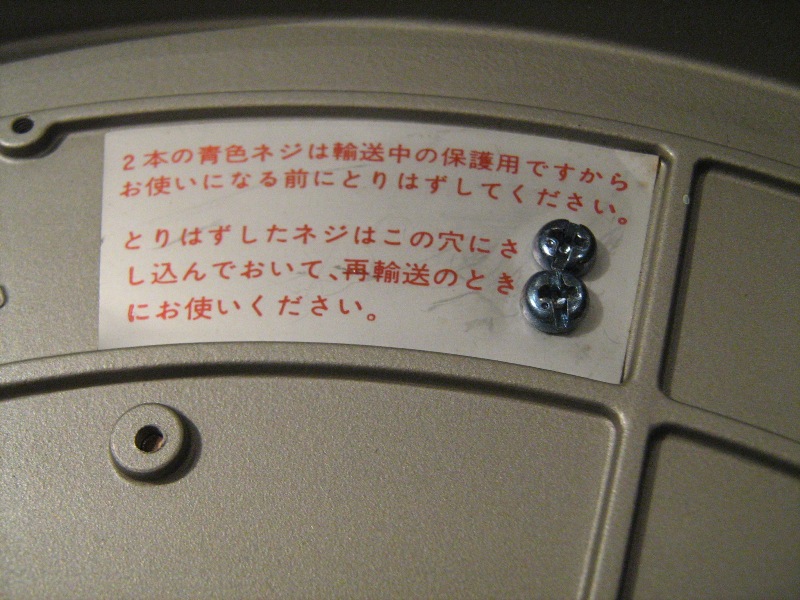 2本の青色ネジは輸送中の保護用ですから
お使いになる前にとりはずしてください。
とりはずしたネジはこの穴にさ
し込んでおいて、再輸送のとき
にお使いください。